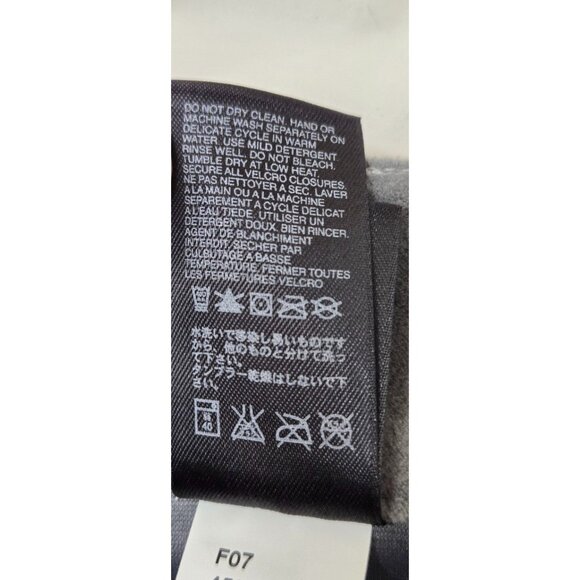 DO NOT DRY CLEAN. HAND OR
MACHINE WASH SEPARATELY ON
DELICATE CYCLE IN WARM
WATER. USE MILD DETERGENT.
RINSE WELL. DO NOT BLEACH.
TUMBLE DRY AT LOW HEAT.
SECURE ALL VELCRO CLOSURES.
NE PAS NETTOYER A SEC. LAVER
A LA MAIN OU A LA MACHINE
SEPAREMENT A CYCLE DELICAT
A L'EAU TIEDE. UTILISER UN
DETERGENT DOUX. BIEN RINCER.
AGENT DE BLANCHIMENT
INTERDIT. SECHER PAR
CULBUTAGE A BASSE
TEMPERATURE. FERMER TOUTES
LES FERMETURES VELCRO
水洗いで移染し易いものです
から、他のものと分けて洗っ
て下さい。
タンブラー乾燥はしないで下
さい。
40
F07